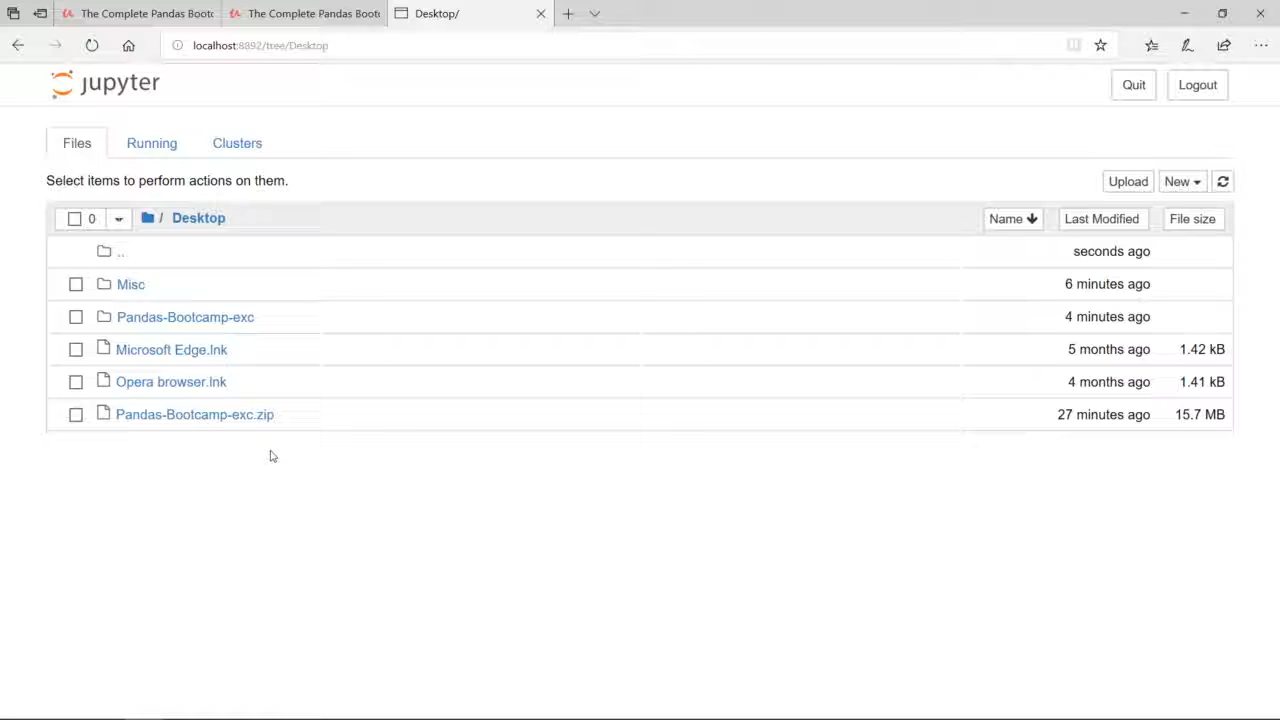 The Complete Pandas Bootc
The Complete Pandas Bootc
Desktop/
localhost:8892/tree/Desktop
jupyter
Quit
Logout
Files
Running
Clusters
Select items to perform actions on them.
Upload
New
0
/ Desktop
Name
Last Modified
File size
..
seconds ago
Misc
6 minutes ago
Pandas-Bootcamp-exc
4 minutes ago
Microsoft Edge.lnk
5 months ago
1.42 kB
Opera browser.lnk
4 months ago
1.41 kB
Pandas-Bootcamp-exc.zip
27 minutes ago
15.7 MB